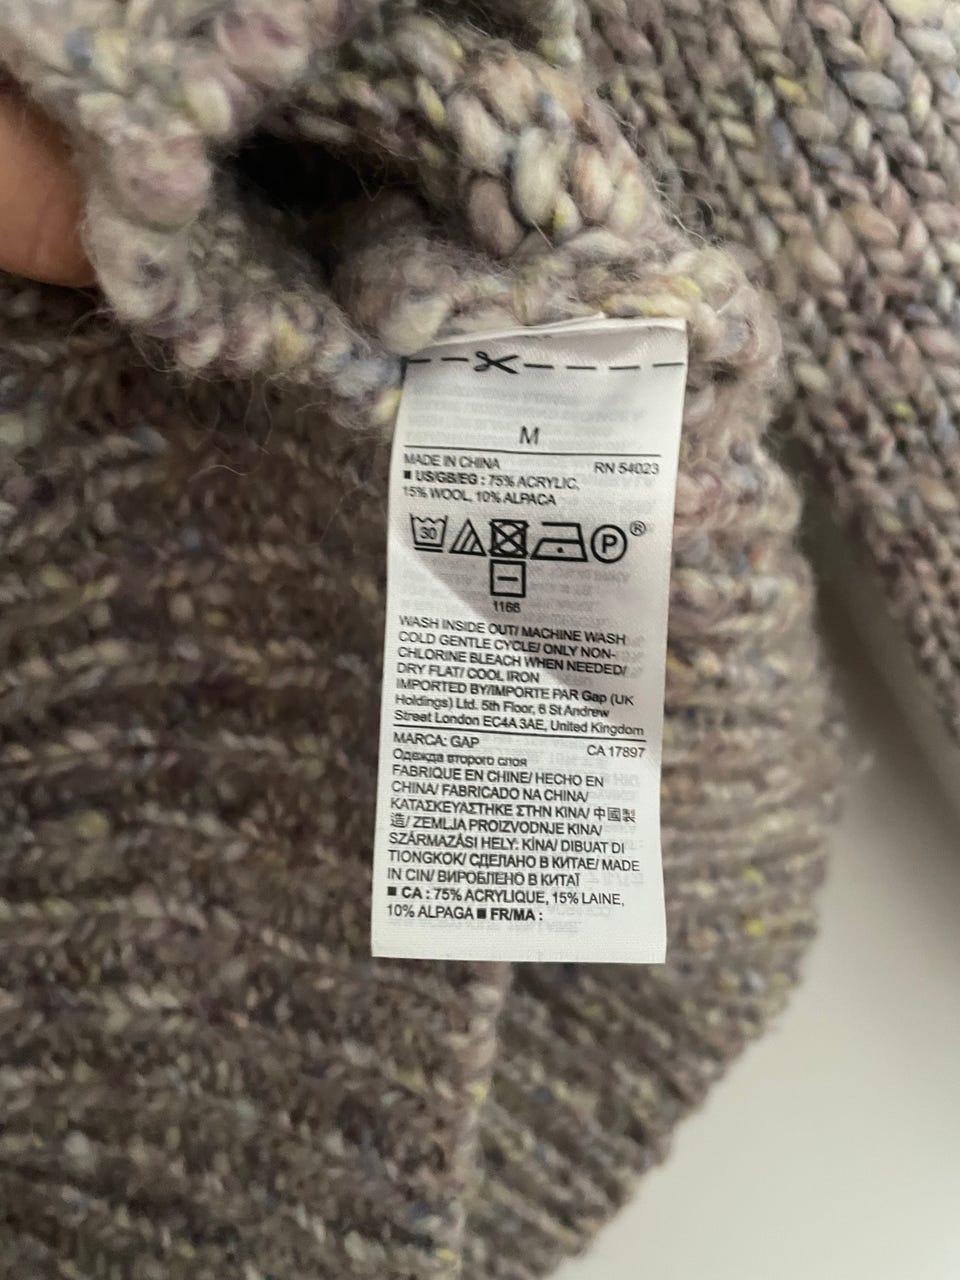 M
MADE IN CHINA RN 54023
■ US/GB/EG : 75% ACRYLIC,
15% WOOL, 10% ALPACA
30 P ®
1166
WASH INSIDE OUT/ MACHINE WASH
COLD GENTLE CYCLE/ ONLY NON-
CHLORINE BLEACH WHEN NEEDED/
DRY FLAT/ COOL IRON
IMPORTED BY/IMPORTE PAR Gap (UK
Holdings) Ltd. 5th Floor, 6 St Andrew
Street London EC4A 3AE, United Kingdom
MARCA: GAP CA 17897
Одежда второго слоя
FABRIQUE EN CHINE/ HECHO EN
CHINA/ FABRICADO NA CHINA/
ΚΑΤΑΣΚΕΥΑΣΤΗΚΕ ΣΤΗΝ ΚΙΝΑ/ 中國製
造/ ZEMLJA PROIZVODNJE KINA/
SZÁRMAZÁSI HELY: KÍNA/ DIBUAT DI
TIONGKOK/ СДЕЛАНО В КИТАЕ/ MADE
IN CIN/ ВИРОБЛЕНО В КИТАЇ
■ CA : 75% ACRYLIQUE, 15% LAINE,
10% ALPAGA ■ FR/MA :